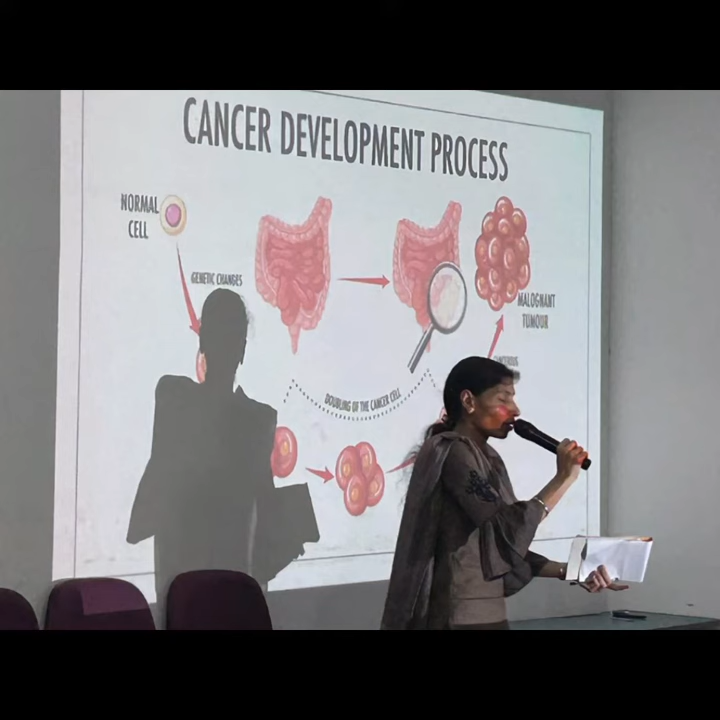 CANCER DEVELOPMENT PROCESS
NORMAL
CELL
GENETIC CHANGES
MALOGNANT
TUMOUR
DOUBLING OF THE CANCER CELL